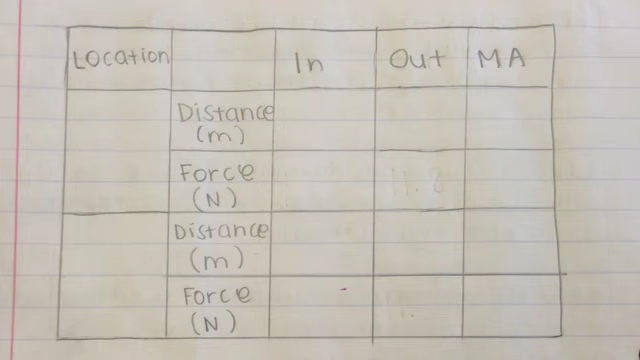 Location In Out MA
Distance
(m)
Force
(N)
Distance
(m)
Force
(N)